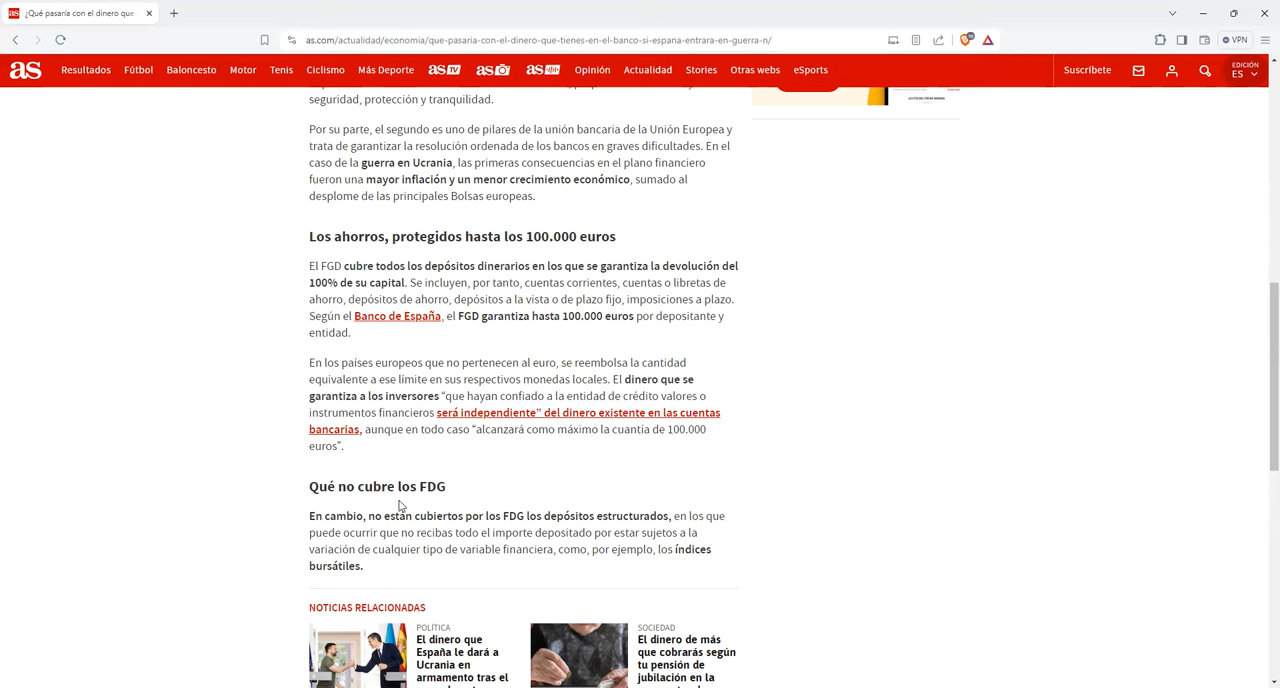 as ¿Qué pasaría con el dinero que
as.com/actualidad/economia/que-pasaria-con-el-dinero-que-tienes-en-el-banco-si-espana-entrara-en-guerra-n/
VPN
as Resultados Fútbol Baloncesto Motor Tenis Ciclismo Más Deporte as TV as as Opinión Actualidad Stories Otras webs eSports Suscríbete EDICIÓN ES
seguridad, protección y tranquilidad.
Por su parte, el segundo es uno de pilares de la unión bancaria de la Unión Europea y
trata de garantizar la resolución ordenada de los bancos en graves dificultades. En el
caso de la guerra en Ucrania, las primeras consecuencias en el plano financiero
fueron una mayor inflación y un menor crecimiento económico, sumado al
desplome de las principales Bolsas europeas.
Los ahorros, protegidos hasta los 100.000 euros
El FGD cubre todos los depósitos dinerarios en los que se garantiza la devolución del
100% de su capital. Se incluyen, por tanto, cuentas corrientes, cuentas o libretas de
ahorro, depósitos de ahorro, depósitos a la vista o de plazo fijo, imposiciones a plazo.
Según el Banco de España, el FGD garantiza hasta 100.000 euros por depositante y
entidad.
En los países europeos que no pertenecen al euro, se reembolsa la cantidad
equivalente a ese límite en sus respectivos monedas locales. El dinero que se
garantiza a los inversores “que hayan confiado a la entidad de crédito valores o
instrumentos financieros será independiente” del dinero existente en las cuentas
bancarias, aunque en todo caso “alcanzará como máximo la cuantía de 100.000
euros”.
Qué no cubre los FDG
En cambio, no están cubiertos por los FDG los depósitos estructurados, en los que
puede ocurrir que no recibas todo el importe depositado por estar sujetos a la
variación de cualquier tipo de variable financiera, como, por ejemplo, los índices
bursátiles.
NOTICIAS RELACIONADAS
POLÍTICA
El dinero que
España le dará a
Ucrania en
armamento tras el
SOCIEDAD
El dinero de más
que cobrarás según
tu pensión de
jubilación en la